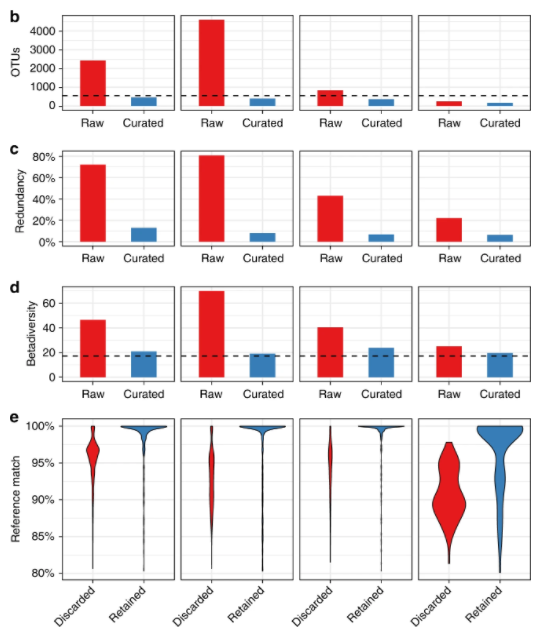 b
OTUs
4000
3000
2000
1000
0
Raw Curated Raw Curated Raw Curated Raw Curated
c
Redundancy
80%
60%
40%
20%
0%
Raw Curated Raw Curated Raw Curated Raw Curated
d
Betadiversity
60
40
20
0
Raw Curated Raw Curated Raw Curated Raw Curated
e
Reference match
100%
95%
90%
85%
80%
Discarded Retained Discarded Retained Discarded Retained Discarded Retained